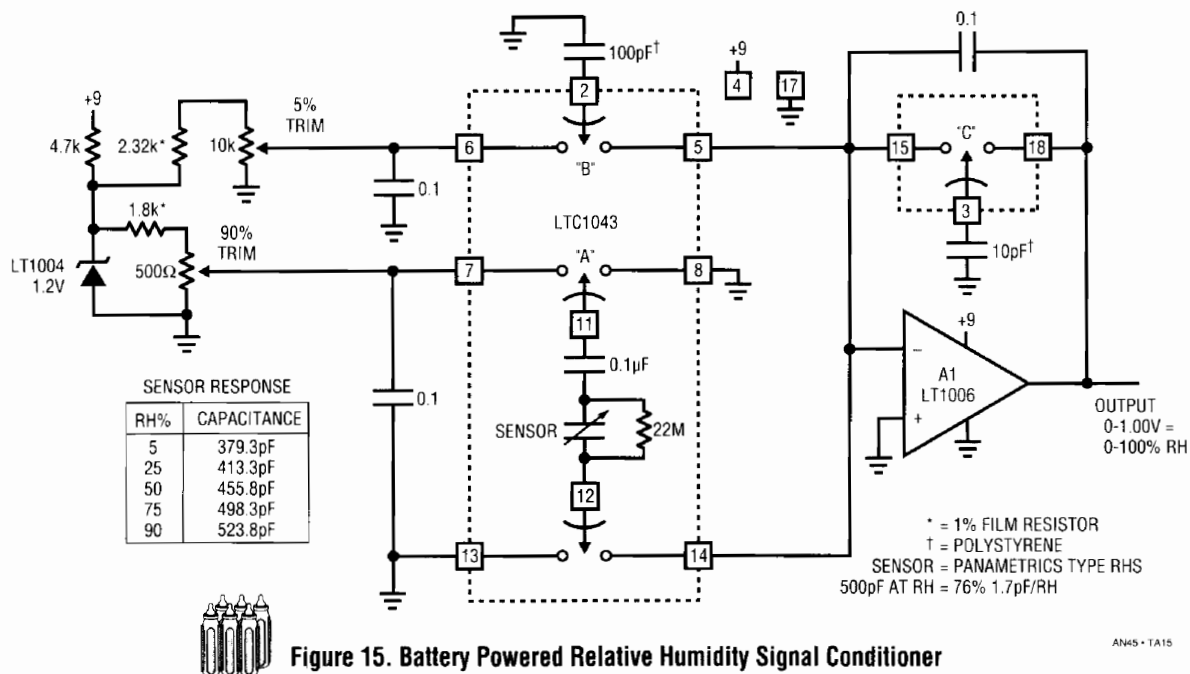 0.1
100pF†
+9
4
17
2
+9
4.7k
2.32k*
10k
5%
TRIM
6
"B"
5
15
"C"
18
3
10pF†
0.1
1.8k*
90%
TRIM
LTC1043
LT1004
1.2V
500Ω
7
"A"
8
11
0.1µF
0.1
SENSOR
22M
12
13
14
+9
−
A1
LT1006
+
OUTPUT
0-1.00V =
0-100% RH
SENSOR RESPONSE
RH% CAPACITANCE
5 379.3pF
25 413.3pF
50 455.8pF
75 498.3pF
90 523.8pF
* = 1% FILM RESISTOR
† = POLYSTYRENE
SENSOR = PANAMETRICS TYPE RHS
500pF AT RH = 76% 1.7pF/RH
AN45 • TA15
Figure 15. Battery Powered Relative Humidity Signal Conditioner